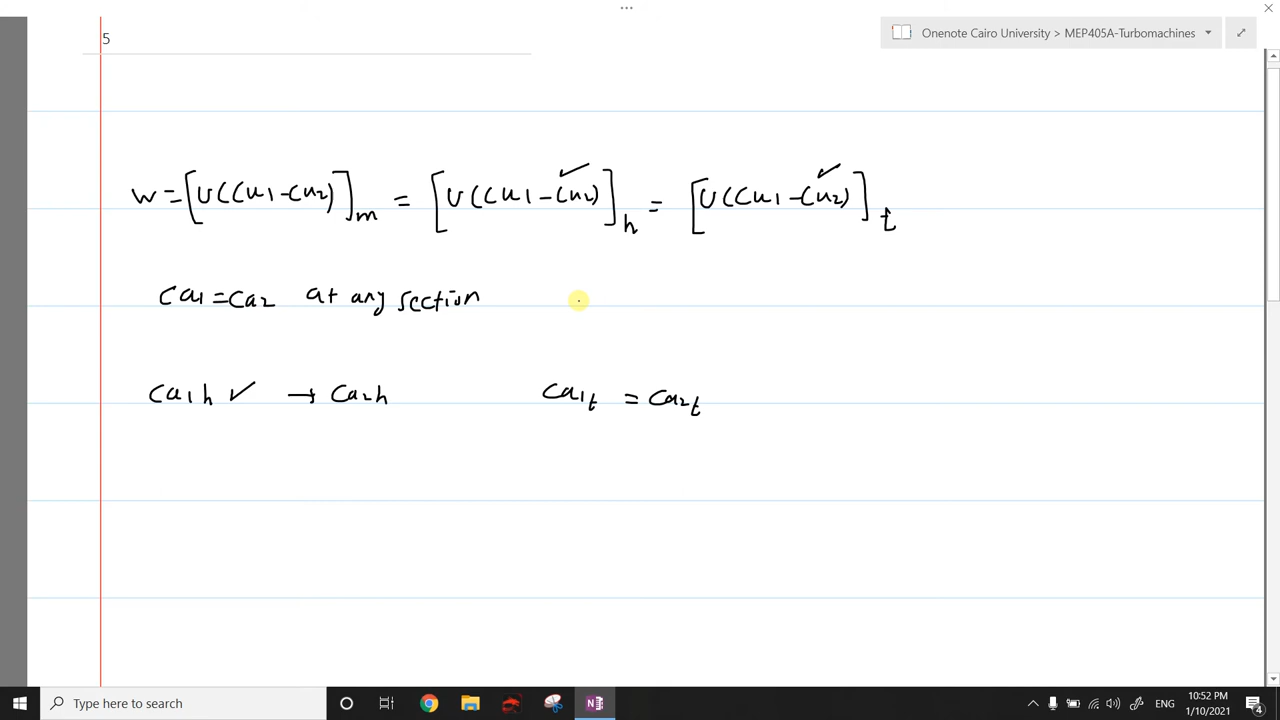 5
Onenote Cairo University > MEP405A-Turbomachines
W = [U(Cu1-Cu2)]m = [U(Cu1-Cu2)]h = [U(Cu1-Cu2)]t
Ca1 = Ca2 at any section
Ca1h ✓ → Ca2h Ca1t = Ca2t
Type here to search
ENG
10:52 PM
1/10/2021
4